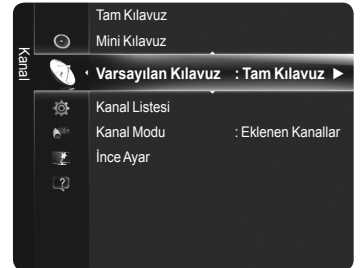 Kanal
Tam Kılavuz
Mini Kılavuz
Varsayılan Kılavuz : Tam Kılavuz ►
Kanal Listesi
Kanal Modu : Eklenen Kanallar
İnce Ayar